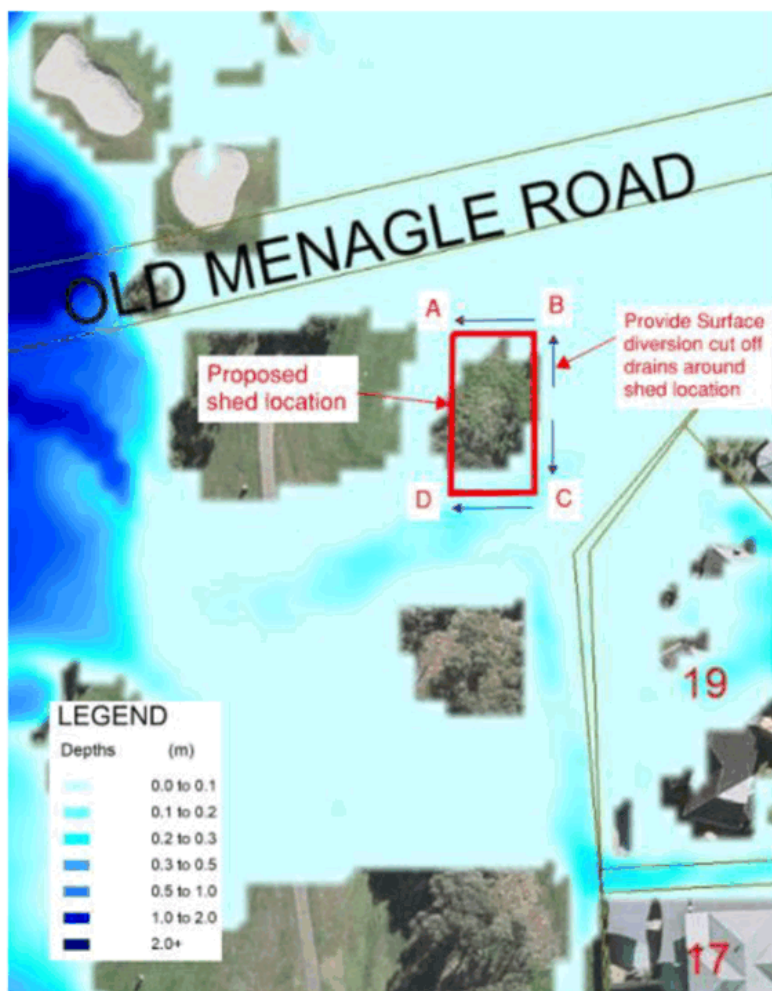 OLD MENAGLE ROAD
A
B
Proposed
shed location
Provide Surface
diversion cut off
drains around
shed location
D
C
19
LEGEND
Depths (m)
0.0 to 0.1
0.1 to 0.2
0.2 to 0.3
0.3 to 0.5
0.5 to 1.0
1.0 to 2.0
2.0+
17